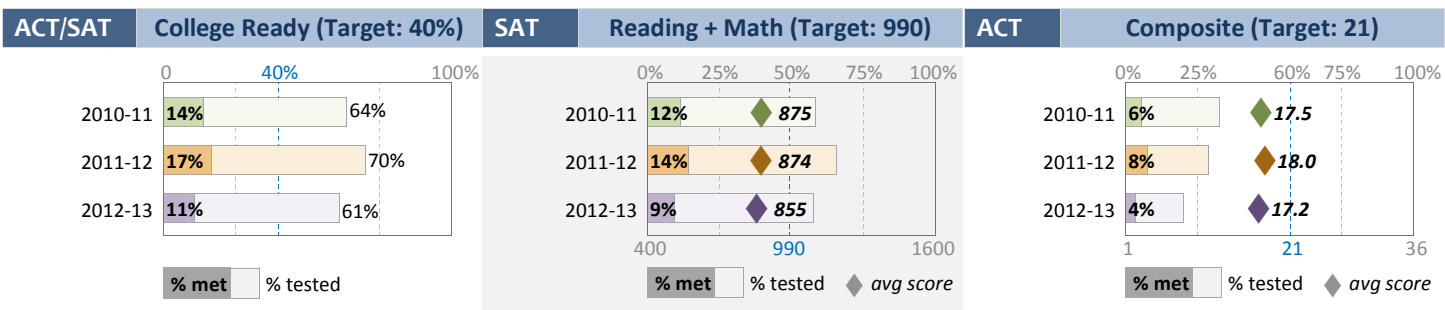 ACT/SAT College Ready (Target: 40%)
0 40% 100%
2010-11 14% 64%
2011-12 17% 70%
2012-13 11% 61%
% met % tested
SAT Reading + Math (Target: 990)
0% 25% 50% 75% 100%
2010-11 12% 875
2011-12 14% 874
2012-13 9% 855
400 990 1600
% met % tested avg score
ACT Composite (Target: 21)
0% 25% 60% 75% 100%
2010-11 6% 17.5
2011-12 8% 18.0
2012-13 4% 17.2
1 21 36
% met % tested avg score